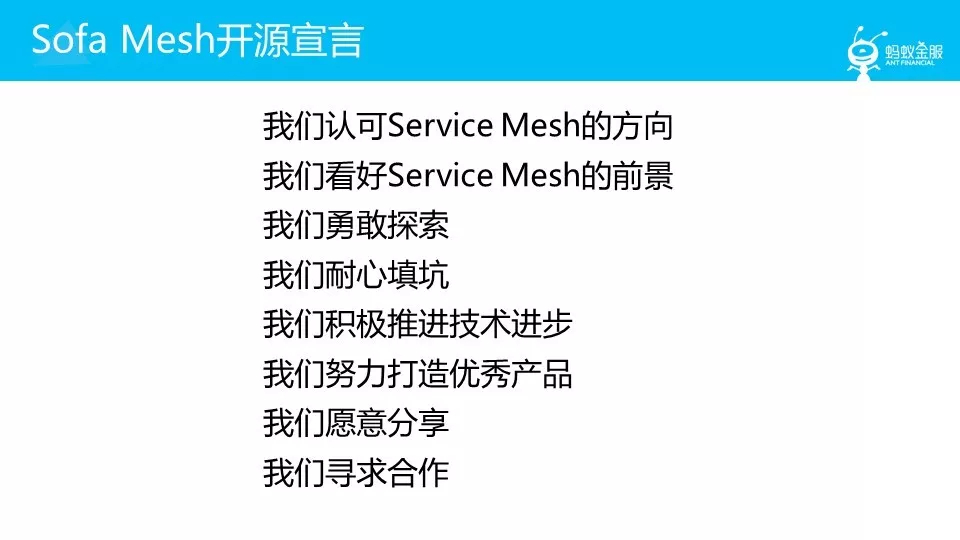 Sofa Mesh开源宣言
蚂蚁金服
ANT FINANCIAL
我们认可Service Mesh的方向
我们看好Service Mesh的前景
我们勇敢探索
我们耐心填坑
我们积极推进技术进步
我们努力打造优秀产品
我们愿意分享
我们寻求合作